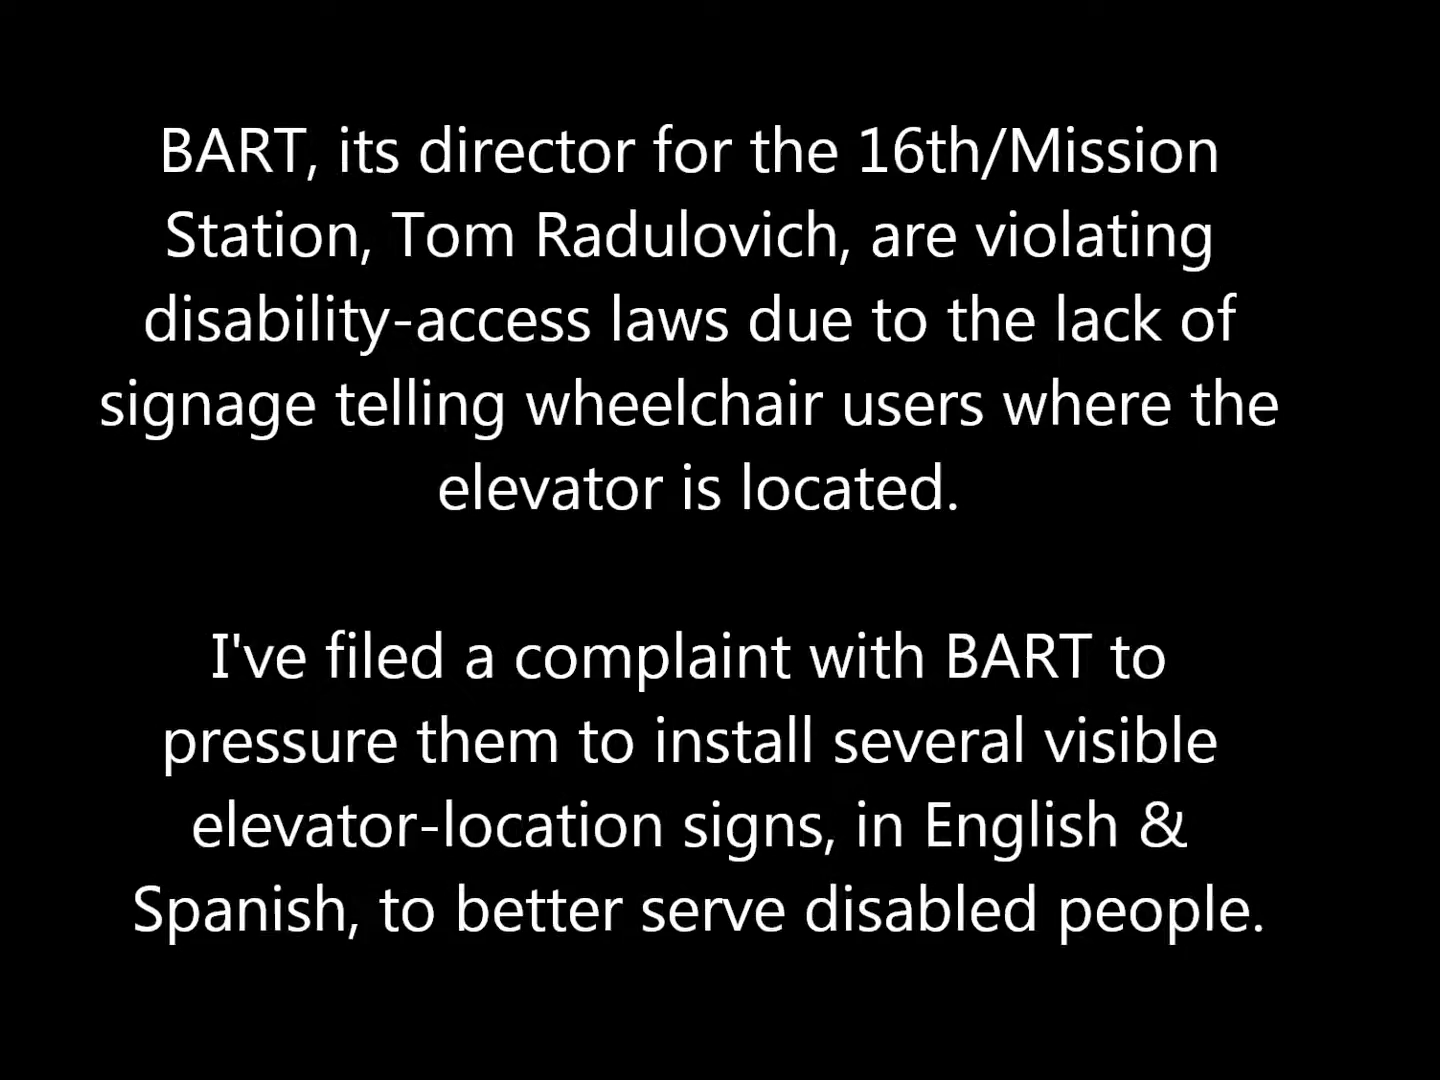 BART, its director for the 16th/Mission
Station, Tom Radulovich, are violating
disability-access laws due to the lack of
signage telling wheelchair users where the
elevator is located.
I've filed a complaint with BART to
pressure them to install several visible
elevator-location signs, in English &
Spanish, to better serve disabled people.